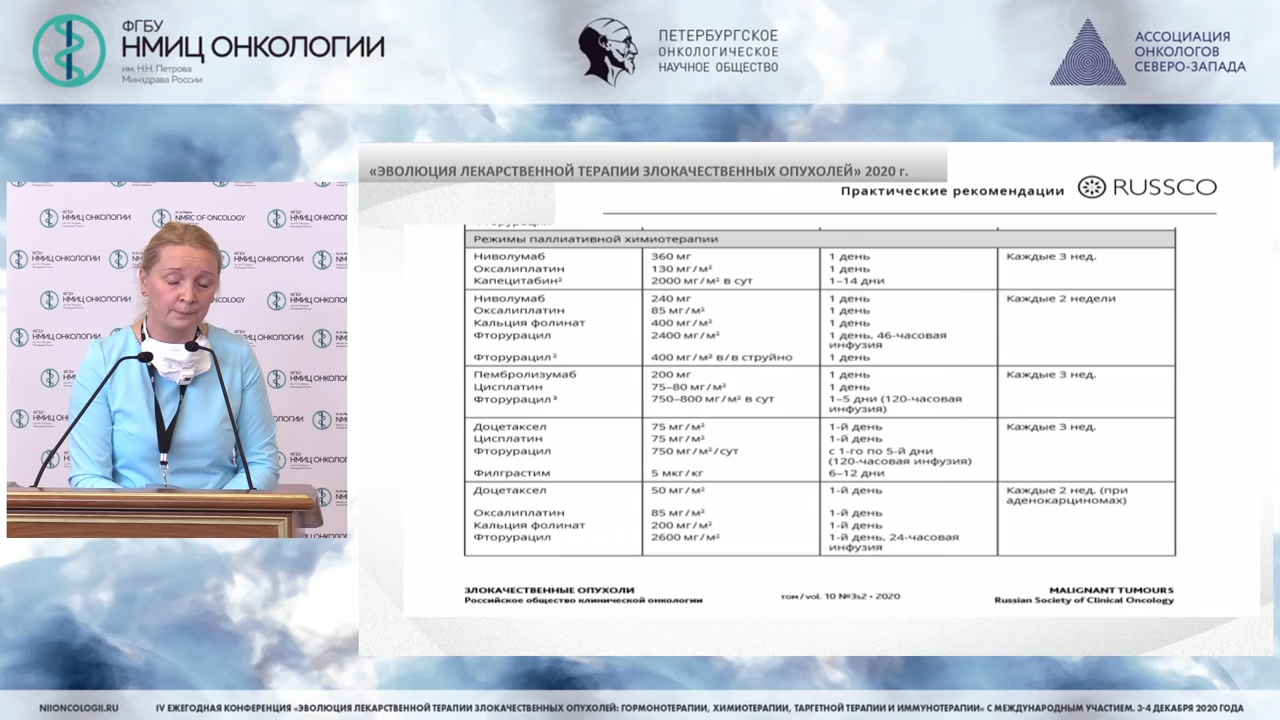 ФГБУ
НМИЦ ОНКОЛОГИИ
им. Н.Н. Петрова
Минздрава России
ПЕТЕРБУРГСКОЕ
ОНКОЛОГИЧЕСКОЕ
НАУЧНОЕ ОБЩЕСТВО
АССОЦИАЦИЯ
ОНКОЛОГОВ
СЕВЕРО-ЗАПАДА
«ЭВОЛЮЦИЯ ЛЕКАРСТВЕННОЙ ТЕРАПИИ ЗЛОКАЧЕСТВЕННЫХ ОПУХОЛЕЙ» 2020 г.
Практические рекомендации RUSSCO
Режимы паллиативной химиотерапии
Ниволумаб 360 мг 1 день Каждые 3 нед.
Оксалиплатин 130 мг/м² 1 день
Капецитабин² 2000 мг/м² в сут 1–14 дни
Ниволумаб 240 мг 1 день Каждые 2 недели
Оксалиплатин 85 мг/м² 1 день
Кальция фолинат 400 мг/м² 1 день
Фторурацил 2400 мг/м² 1 день, 46-часовая
инфузия
Фторурацил² 400 мг/м² в/в струйно 1 день
Пембролизумаб 200 мг 1 день Каждые 3 нед.
Цисплатин 75–80 мг/м² 1 день
Фторурацил³ 750–800 мг/м² в сут 1–5 дни (120-часовая
инфузия)
Доцетаксел 75 мг/м² 1-й день Каждые 3 нед.
Цисплатин 75 мг/м² 1-й день
Фторурацил 750 мг/м²/сут с 1-го по 5-й дни
(120-часовая инфузия)
Филграстим 5 мкг/кг 6–12 дни
Доцетаксел 50 мг/м² 1-й день Каждые 2 нед. (при
аденокарциномах)
Оксалиплатин 85 мг/м² 1-й день
Кальция фолинат 200 мг/м² 1-й день
Фторурацил 2600 мг/м² 1-й день, 24-часовая
инфузия
ЗЛОКАЧЕСТВЕННЫЕ ОПУХОЛИ
Российское общество клинической онкологии
том/vol. 10 №3s2 • 2020
MALIGNANT TUMOURS
Russian Society of Clinical Oncology
ФГБУ
НМИЦ ОНКОЛОГИИ
NMRC OF ONCOLOGY
NIIONCOLOGII.RU
IV ЕЖЕГОДНАЯ КОНФЕРЕНЦИЯ «ЭВОЛЮЦИЯ ЛЕКАРСТВЕННОЙ ТЕРАПИИ ЗЛОКАЧЕСТВЕННЫХ ОПУХОЛЕЙ: ГОРМОНОТЕРАПИИ, ХИМИОТЕРАПИИ, ТАРГЕТНОЙ ТЕРАПИИ И ИММУНОТЕРАПИИ» С МЕЖДУНАРОДНЫМ УЧАСТИЕМ. 3-4 ДЕКАБРЯ 2020 ГОДА